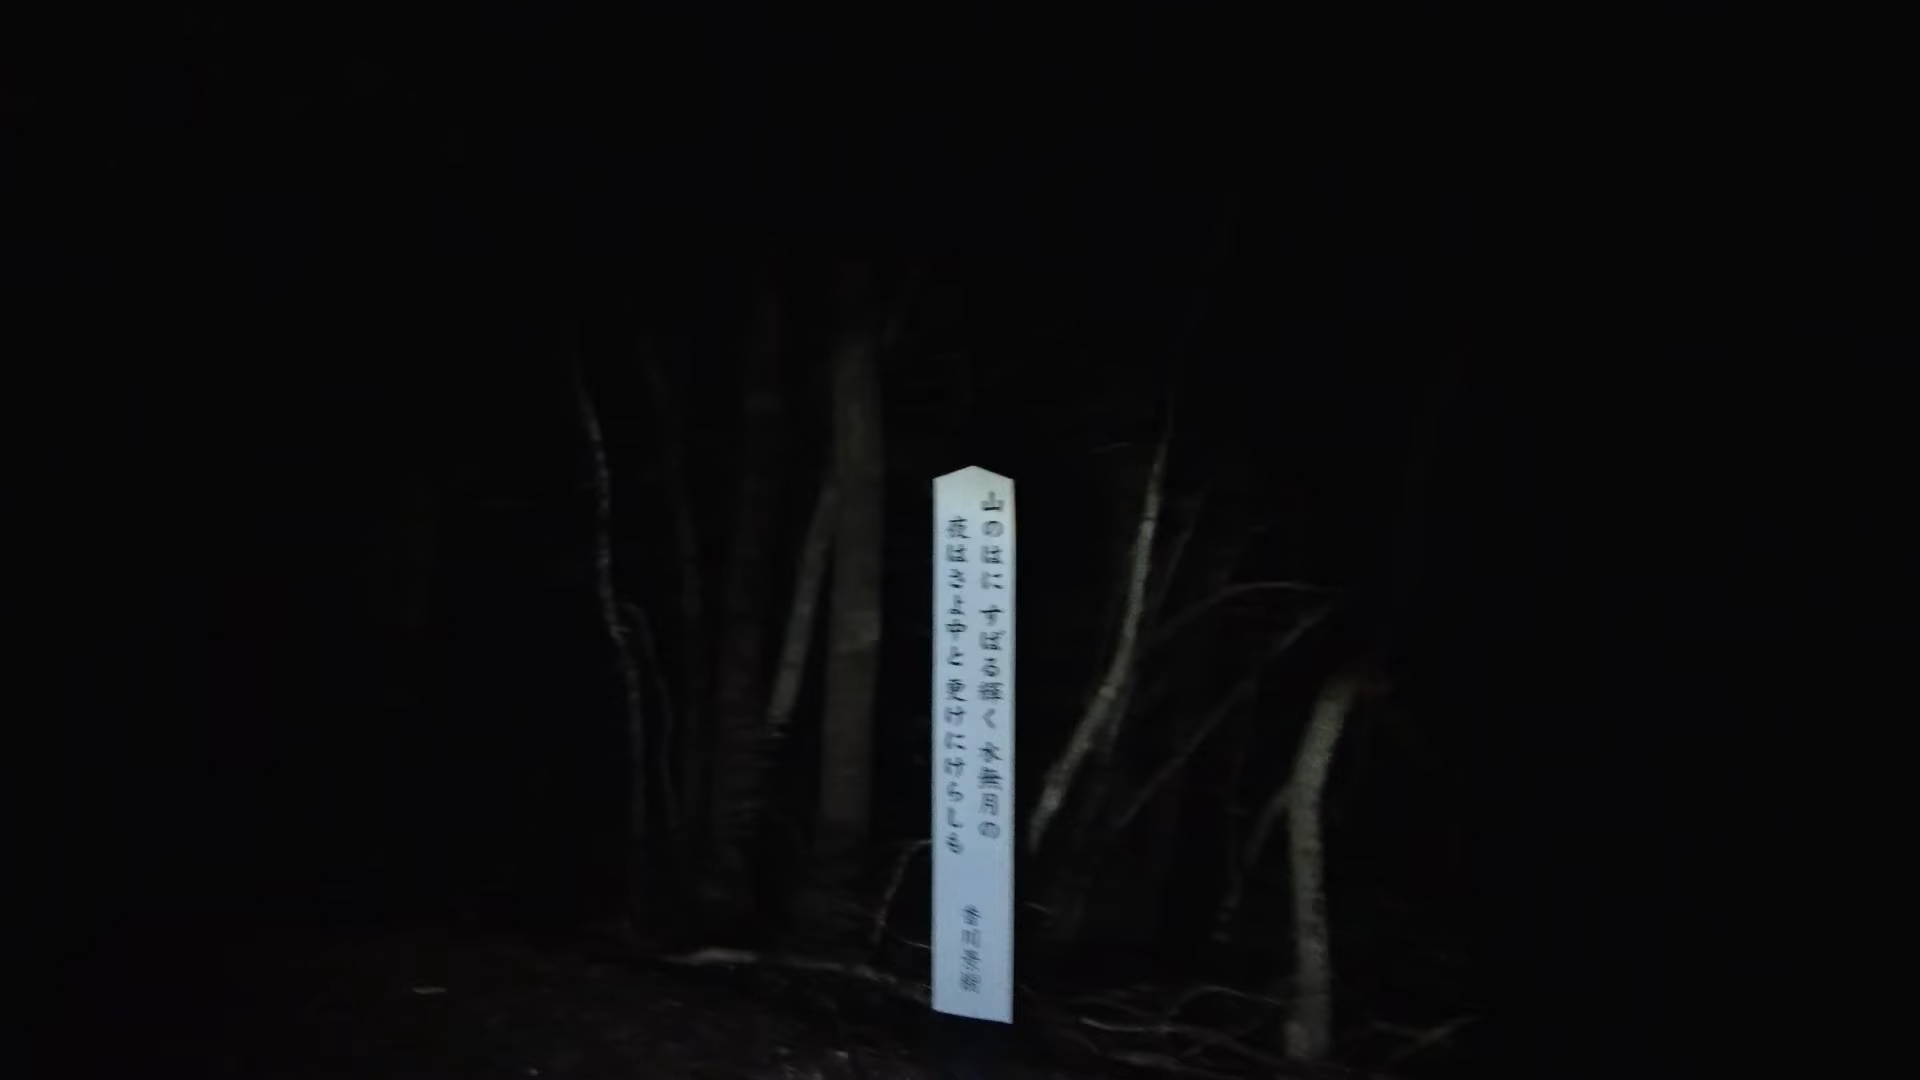 山のはに すばる輝く 水無月の
夜はさよ中と 更けにけらしも
香川景樹